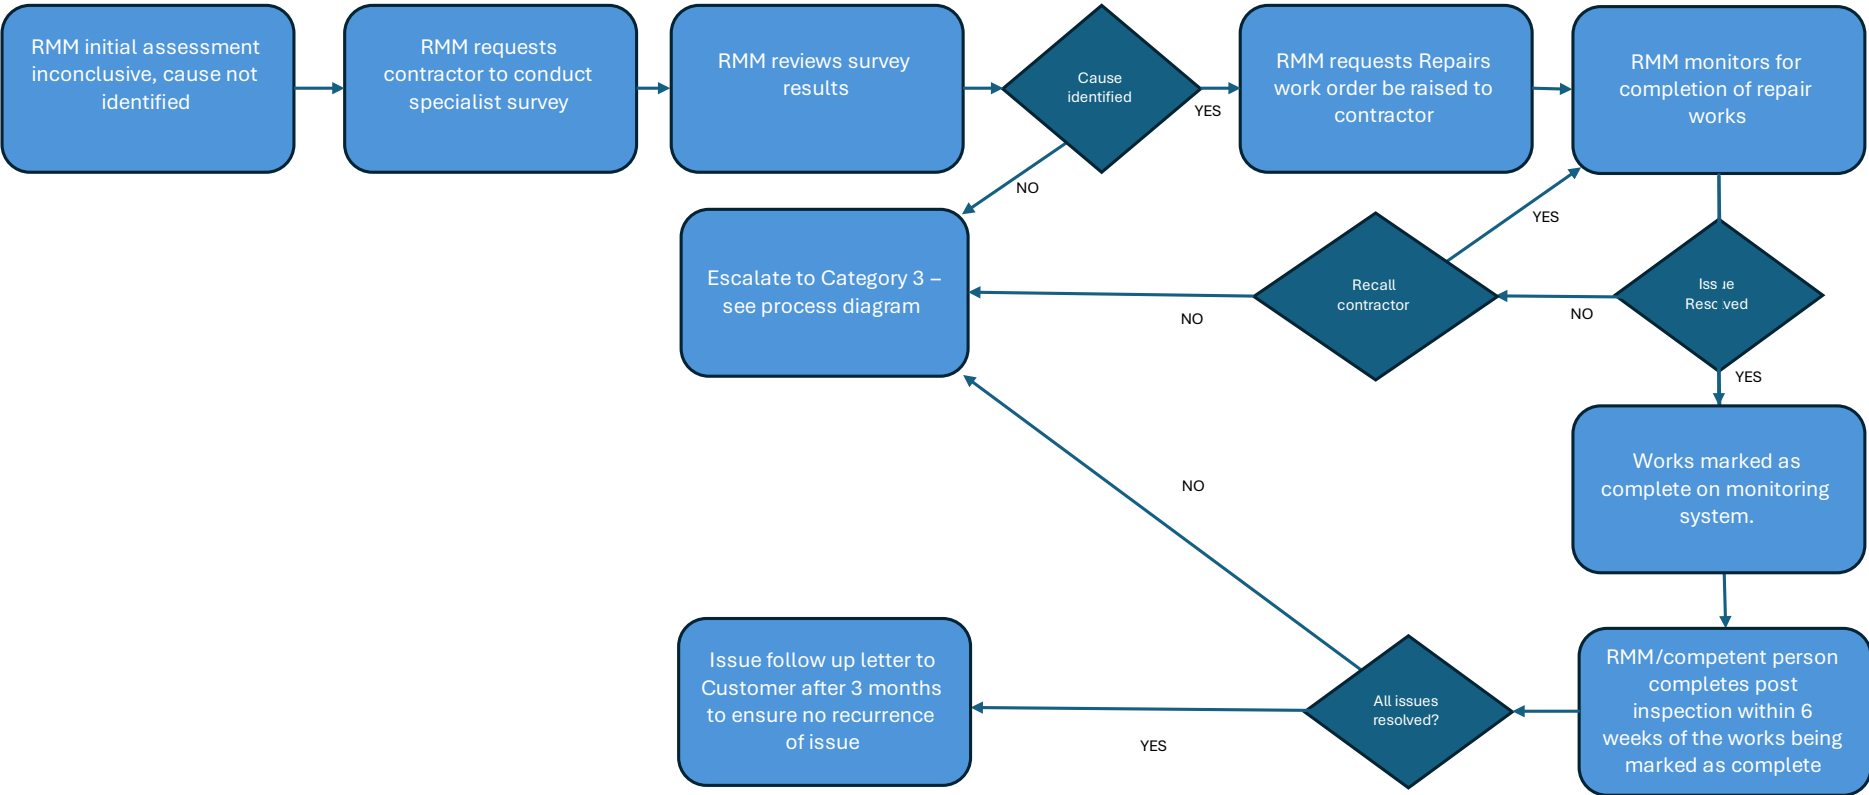 RMM initial assessment
inconclusive, cause not
identified
RMM requests
contractor to conduct
specialist survey
RMM reviews survey
results
Cause
identified
YES
RMM requests Repairs
work order be raised to
contractor
RMM monitors for
completion of repair
works
NO
YES
Escalate to Category 3 –
see process diagram
NO
Recall
contractor
NO
Issue
Resolved
YES
Works marked as
complete on monitoring
system.
NO
RMM/competent person
completes post
inspection within 6
weeks of the works being
marked as complete
All issues
resolved?
YES
Issue follow up letter to
Customer after 3 months
to ensure no recurrence
of issue